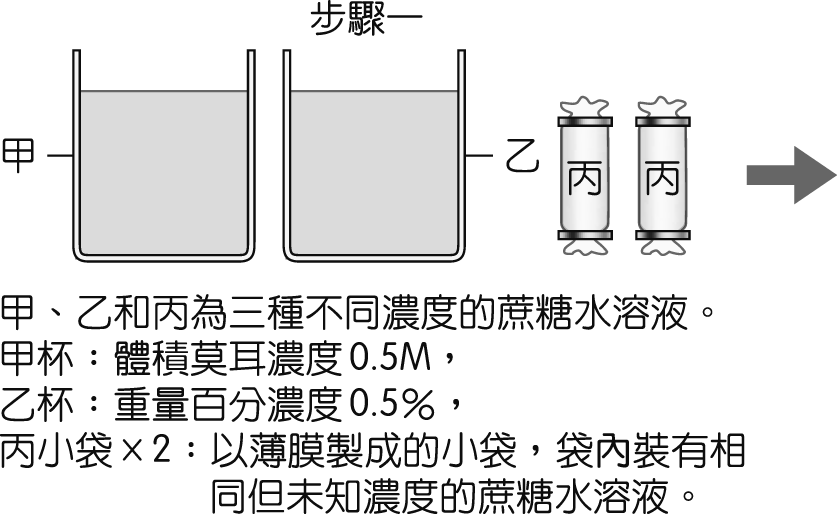 步驟一
甲
乙
丙
丙
甲、乙和丙為三種不同濃度的蔗糖水溶液。
甲杯：體積莫耳濃度0.5M，
乙杯：重量百分濃度0.5%，
丙小袋×2：以薄膜製成的小袋，袋內裝有相
同但未知濃度的蔗糖水溶液。